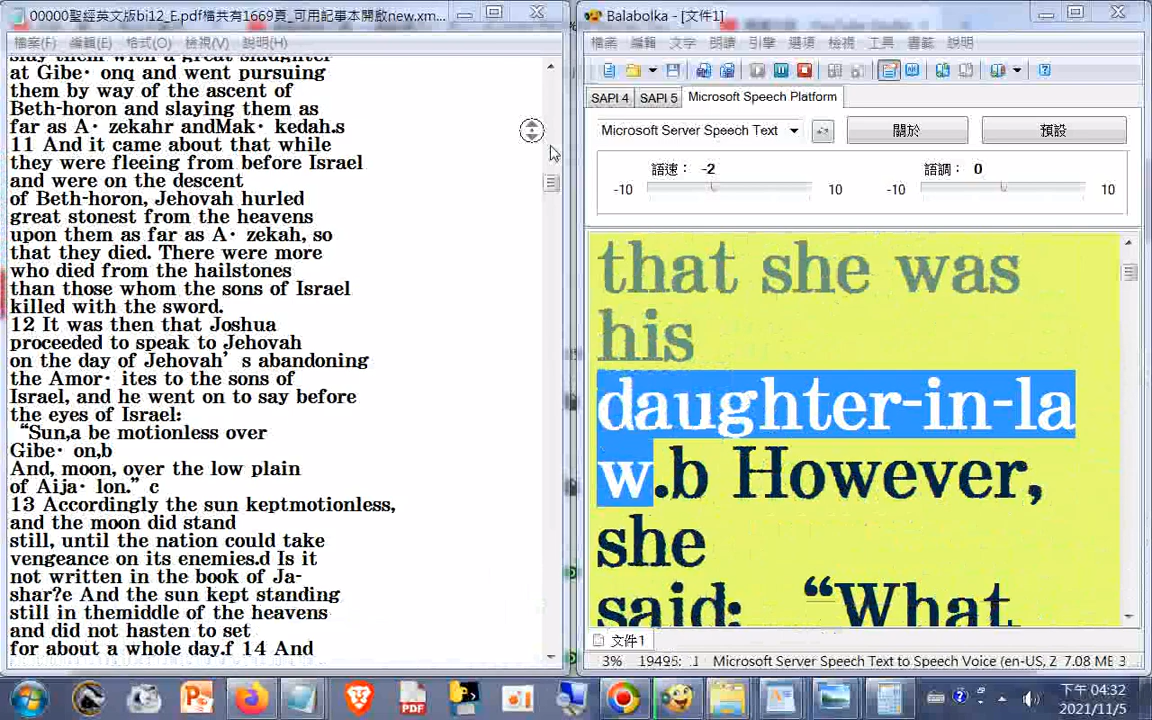 00000聖經英文版bi12_E.pdf檔共有1669頁_可用記事本開啟new.xm...
檔案(F) 編輯(E) 格式(O) 檢視(V) 說明(H)
slay them with a great slaughter
at Gibe‧ onq and went pursuing
them by way of the ascent of
Beth-horon and slaying them as
far as A‧ zekahr andMak‧ kedah.s
11 And it came about that while
they were fleeing from before Israel
and were on the descent
of Beth-horon, Jehovah hurled
great stonest from the heavens
upon them as far as A‧ zekah, so
that they died. There were more
who died from the hailstones
than those whom the sons of Israel
killed with the sword.
12 It was then that Joshua
proceeded to speak to Jehovah
on the day of Jehovah’s abandoning
the Amor‧ ites to the sons of
Israel, and he went on to say before
the eyes of Israel:
“Sun,a be motionless over
Gibe‧ on,b
And, moon, over the low plain
of Aija‧ lon.” c
13 Accordingly the sun keptmotionless,
and the moon did stand
still, until the nation could take
vengeance on its enemies.d Is it
not written in the book of Ja-
shar?e And the sun kept standing
still in themiddle of the heavens
and did not hasten to set
for about a whole day.f 14 And
Balabolka - [文件1]
檔案 編輯 文字 朗讀 引擎 選項 檢視 工具 書籤 說明
SAPI 4 SAPI 5 Microsoft Speech Platform
Microsoft Server Speech Text 關於 預設
語速： -2 語調： 0
-10 10 -10 10
that she was
his
daughter-in-la
w.b However,
she
said: “What
文件1
3% 19495: .1 Microsoft Server Speech Text to Speech Voice (en-US, Z 7.08 MB 3
下午 04:32
2021/11/5